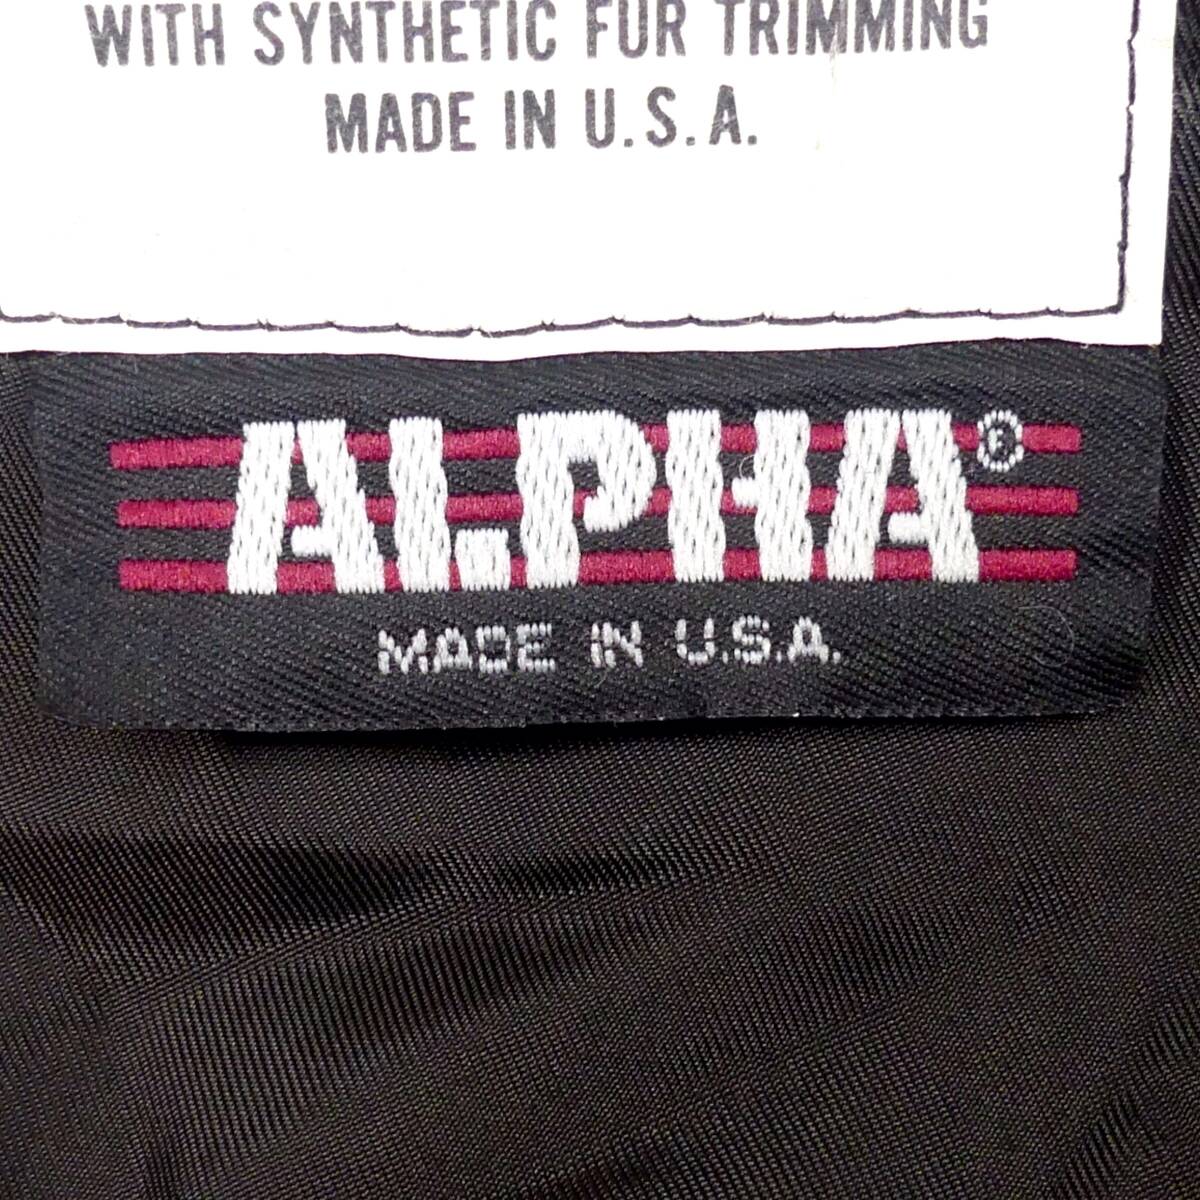 WITH SYNTHETIC FUR TRIMMING
MADE IN U.S.A.
ALPHA®
MADE IN U.S.A.